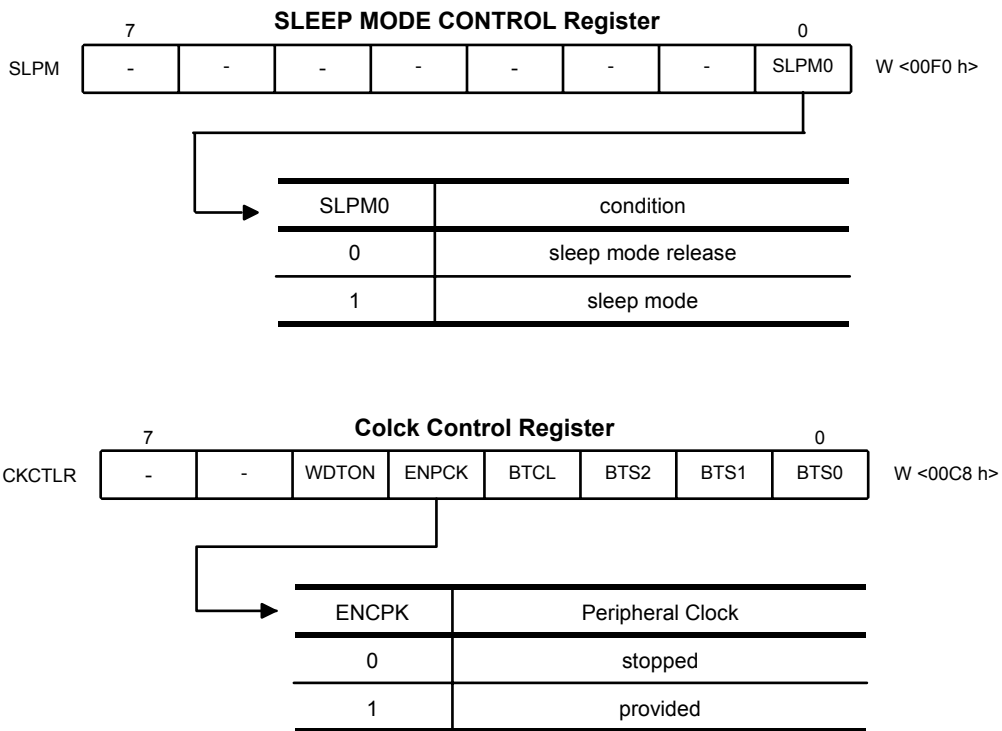 SLEEP MODE CONTROL Register
7 0
SLPM - - - - - - - SLPM0 W <00F0 h>
SLPM0 condition
0 sleep mode release
1 sleep mode
Colck Control Register
7 0
CKCTLR - - WDTON ENPCK BTCL BTS2 BTS1 BTS0 W <00C8 h>
ENCPK Peripheral Clock
0 stopped
1 provided